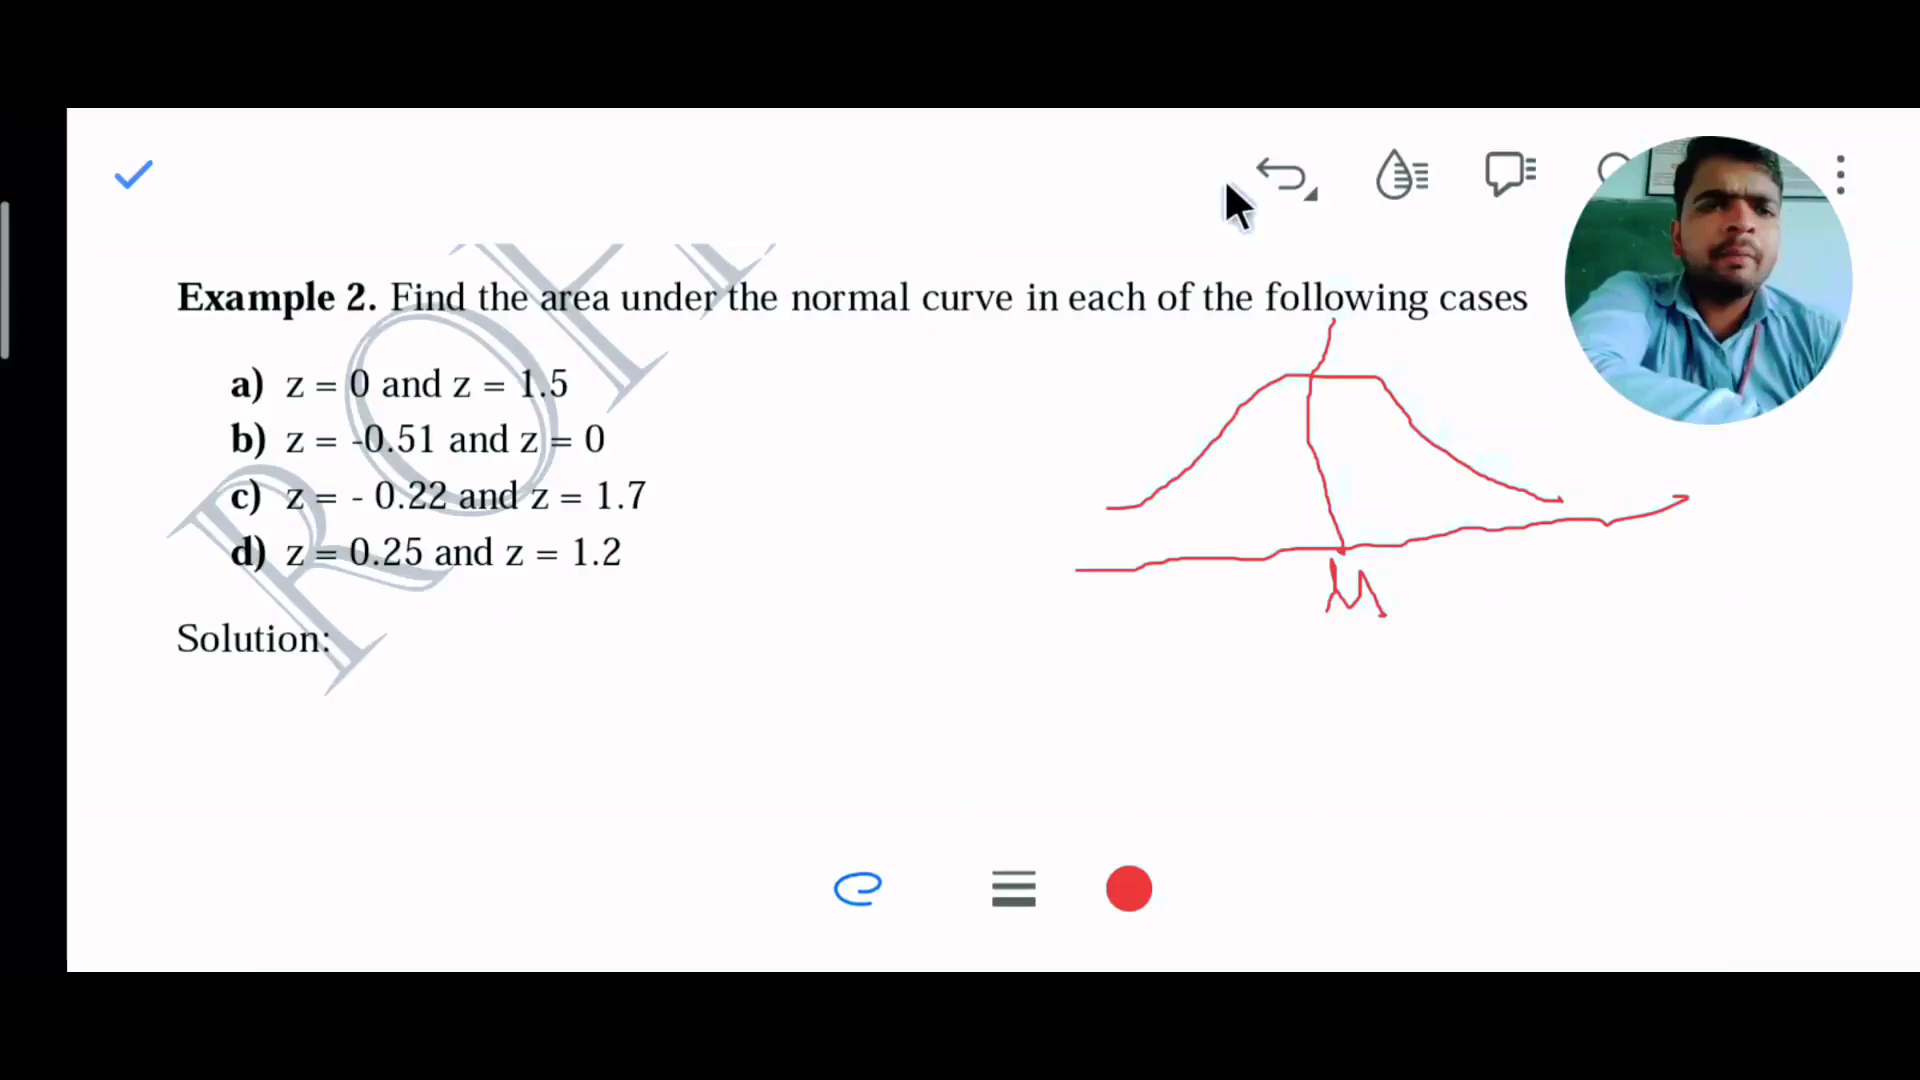 Example 2. Find the area under the normal curve in each of the following cases
a) z = 0 and z = 1.5
b) z = -0.51 and z = 0
c) z = - 0.22 and z = 1.7
d) z = 0.25 and z = 1.2
Solution:
M